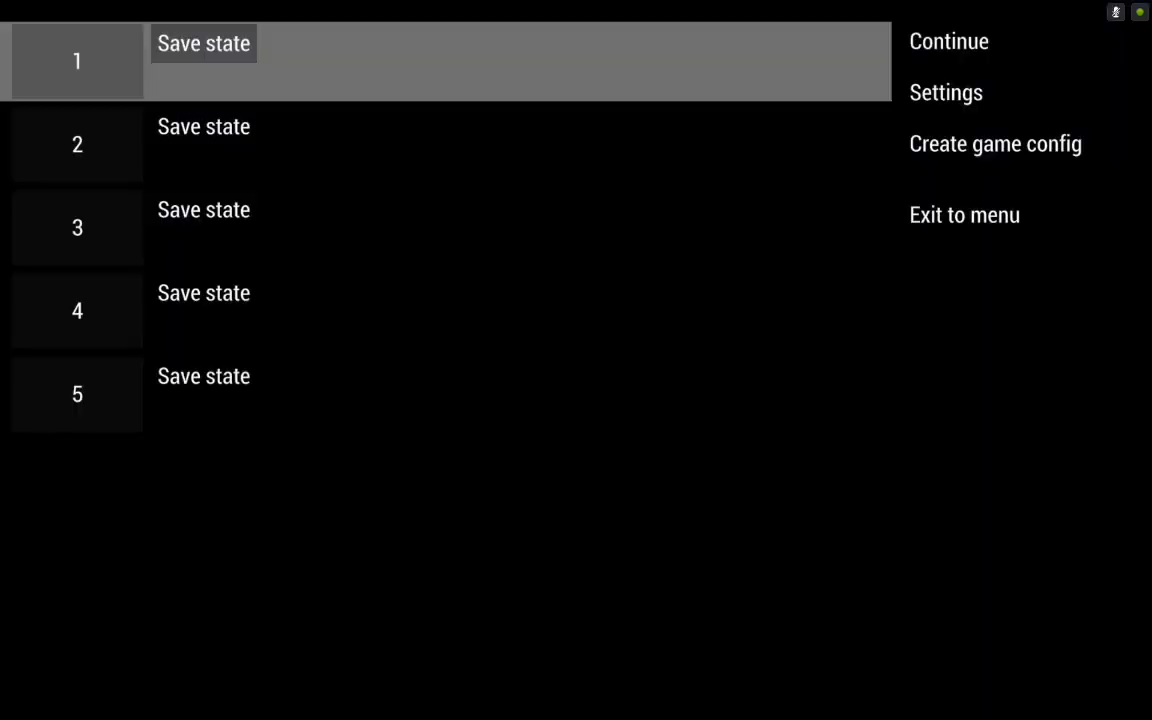 1 Save state
2 Save state
3 Save state
4 Save state
5 Save state
Continue
Settings
Create game config
Exit to menu